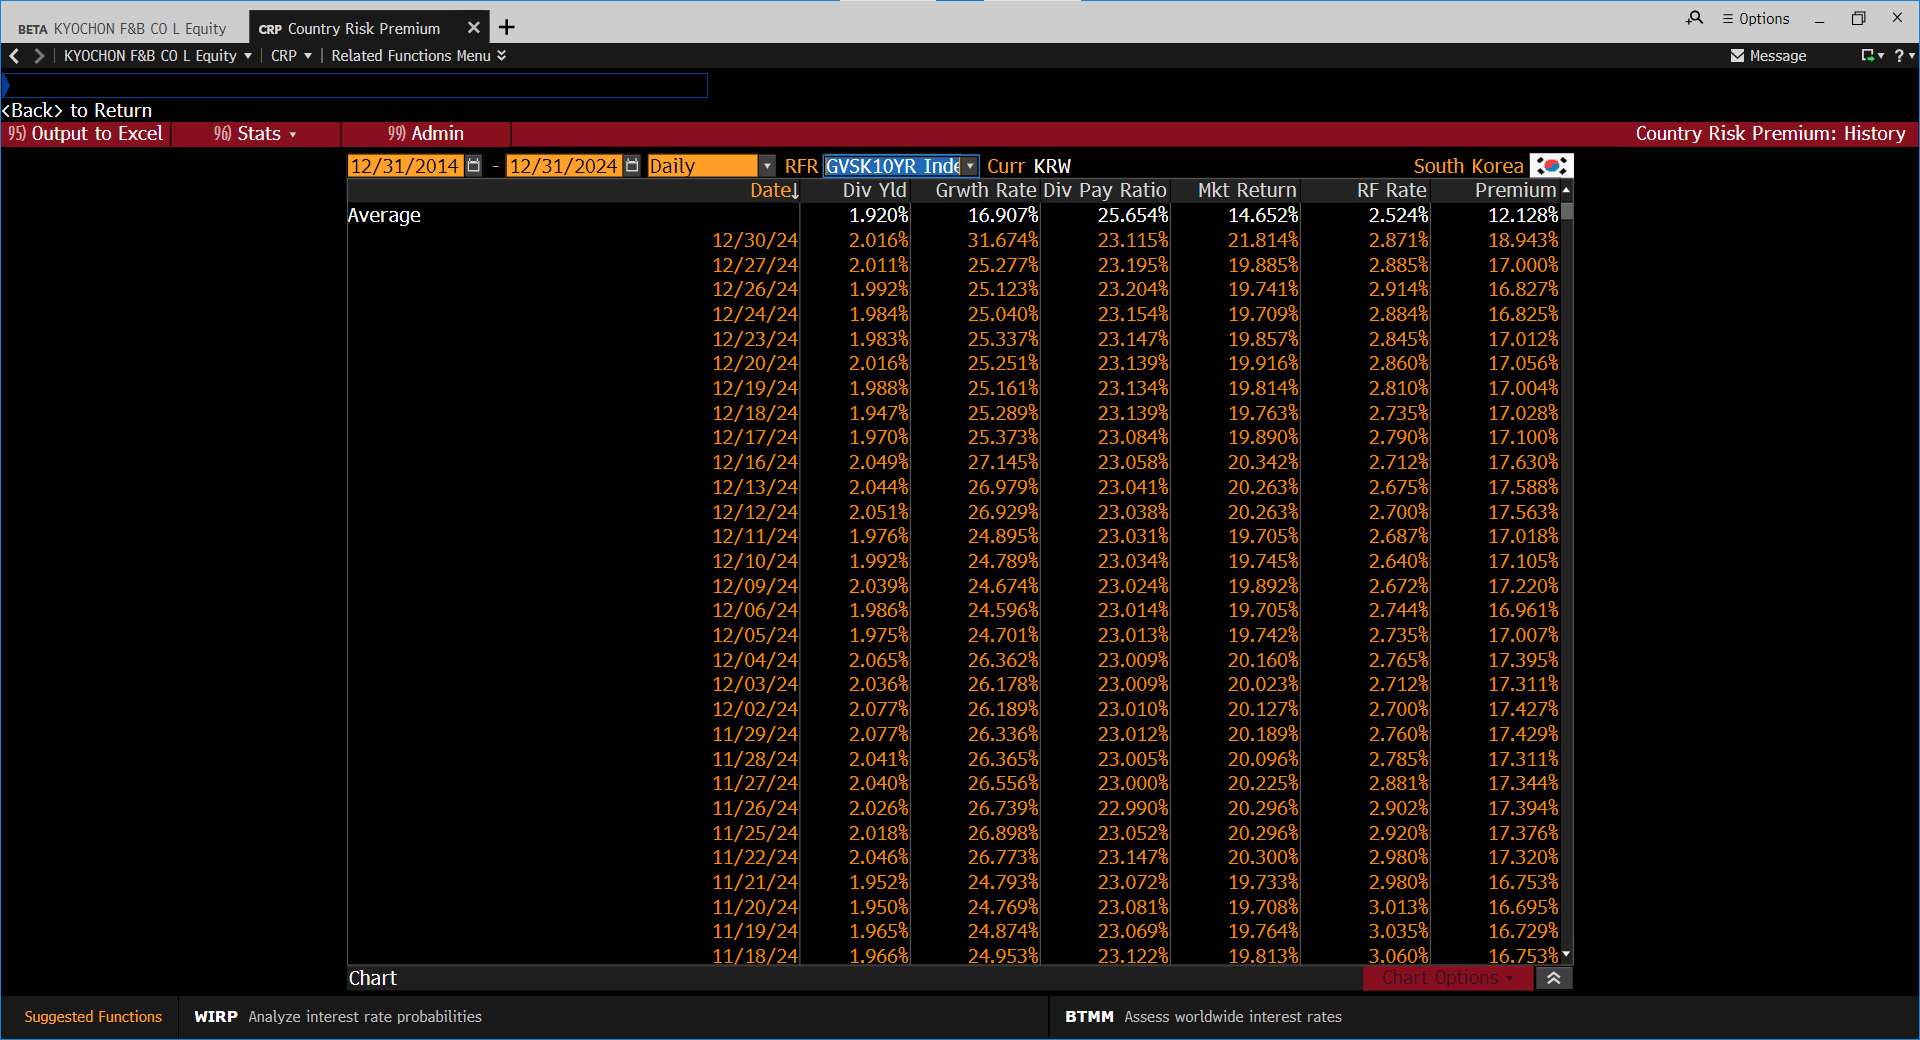 BETA KYOCHON F&B CO L Equity CRP Country Risk Premium Options
KYOCHON F&B CO L Equity CRP Related Functions Menu Message ?
<Back> to Return
95) Output to Excel 96) Stats 99) Admin Country Risk Premium: History
12/31/2014 - 12/31/2024 Daily RFR GVSK10YR Inde Curr KRW South Korea
Date Div Yld Grwth Rate Div Pay Ratio Mkt Return RF Rate Premium
Average 1.920% 16.907% 25.654% 14.652% 2.524% 12.128%
12/30/24 2.016% 31.674% 23.115% 21.814% 2.871% 18.943%
12/27/24 2.011% 25.277% 23.195% 19.885% 2.885% 17.000%
12/26/24 1.992% 25.123% 23.204% 19.741% 2.914% 16.827%
12/24/24 1.984% 25.040% 23.154% 19.709% 2.884% 16.825%
12/23/24 1.983% 25.337% 23.147% 19.857% 2.845% 17.012%
12/20/24 2.016% 25.251% 23.139% 19.916% 2.860% 17.056%
12/19/24 1.988% 25.161% 23.134% 19.814% 2.810% 17.004%
12/18/24 1.947% 25.289% 23.139% 19.763% 2.735% 17.028%
12/17/24 1.970% 25.373% 23.084% 19.890% 2.790% 17.100%
12/16/24 2.049% 27.145% 23.058% 20.342% 2.712% 17.630%
12/13/24 2.044% 26.979% 23.041% 20.263% 2.675% 17.588%
12/12/24 2.051% 26.929% 23.038% 20.263% 2.700% 17.563%
12/11/24 1.976% 24.895% 23.031% 19.705% 2.687% 17.018%
12/10/24 1.992% 24.789% 23.034% 19.745% 2.640% 17.105%
12/09/24 2.039% 24.674% 23.024% 19.892% 2.672% 17.220%
12/06/24 1.986% 24.596% 23.014% 19.705% 2.744% 16.961%
12/05/24 1.975% 24.701% 23.013% 19.742% 2.735% 17.007%
12/04/24 2.065% 26.362% 23.009% 20.160% 2.765% 17.395%
12/03/24 2.036% 26.178% 23.009% 20.023% 2.712% 17.311%
12/02/24 2.077% 26.189% 23.010% 20.127% 2.700% 17.427%
11/29/24 2.077% 26.336% 23.012% 20.189% 2.760% 17.429%
11/28/24 2.041% 26.365% 23.005% 20.096% 2.785% 17.311%
11/27/24 2.040% 26.556% 23.000% 20.225% 2.881% 17.344%
11/26/24 2.026% 26.739% 22.990% 20.296% 2.902% 17.394%
11/25/24 2.018% 26.898% 23.052% 20.296% 2.920% 17.376%
11/22/24 2.046% 26.773% 23.147% 20.300% 2.980% 17.320%
11/21/24 1.952% 24.793% 23.072% 19.733% 2.980% 16.753%
11/20/24 1.950% 24.769% 23.081% 19.708% 3.013% 16.695%
11/19/24 1.965% 24.874% 23.069% 19.764% 3.035% 16.729%
11/18/24 1.966% 24.953% 23.122% 19.813% 3.060% 16.753%
Chart Chart Options
Suggested Functions WIRP Analyze interest rate probabilities BTMM Assess worldwide interest rates